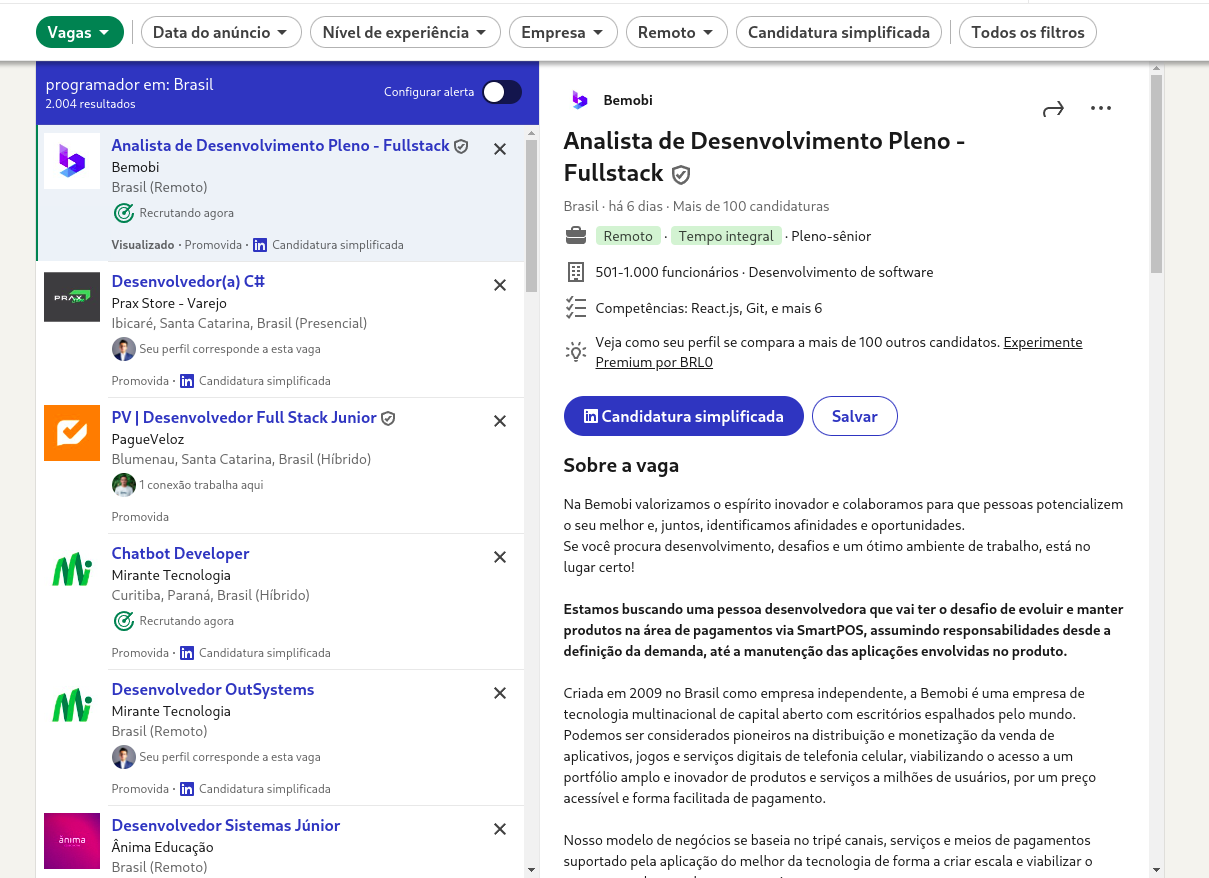 Vagas
Data do anúncio
Nível de experiência
Empresa
Remoto
Candidatura simplificada
Todos os filtros
programador em: Brasil
2.004 resultados
Configurar alerta
Analista de Desenvolvimento Pleno - Fullstack
Bemobi
Brasil (Remoto)
Recrutando agora
Visualizado · Promovida · in Candidatura simplificada
PRAX
Desenvolvedor(a) C#
Prax Store - Varejo
Ibicaré, Santa Catarina, Brasil (Presencial)
Seu perfil corresponde a esta vaga
Promovida · in Candidatura simplificada
PV | Desenvolvedor Full Stack Junior
PagueVeloz
Blumenau, Santa Catarina, Brasil (Híbrido)
1 conexão trabalha aqui
Promovida
Chatbot Developer
Mirante Tecnologia
Curitiba, Paraná, Brasil (Híbrido)
Recrutando agora
Promovida · in Candidatura simplificada
Desenvolvedor OutSystems
Mirante Tecnologia
Brasil (Remoto)
Seu perfil corresponde a esta vaga
Promovida · in Candidatura simplificada
ânima
Desenvolvedor Sistemas Júnior
Ânima Educação
Brasil (Remoto)
Bemobi
Analista de Desenvolvimento Pleno -
Fullstack
Brasil · há 6 dias · Mais de 100 candidaturas
Remoto · Tempo integral · Pleno-sênior
501-1.000 funcionários · Desenvolvimento de software
Competências: React.js, Git, e mais 6
Veja como seu perfil se compara a mais de 100 outros candidatos. Experimente
Premium por BRL0
in Candidatura simplificada
Salvar
Sobre a vaga
Na Bemobi valorizamos o espírito inovador e colaboramos para que pessoas potencializem
o seu melhor e, juntos, identificamos afinidades e oportunidades.
Se você procura desenvolvimento, desafios e um ótimo ambiente de trabalho, está no
lugar certo!
Estamos buscando uma pessoa desenvolvedora que vai ter o desafio de evoluir e manter
produtos na área de pagamentos via SmartPOS, assumindo responsabilidades desde a
definição da demanda, até a manutenção das aplicações envolvidas no produto.
Criada em 2009 no Brasil como empresa independente, a Bemobi é uma empresa de
tecnologia multinacional de capital aberto com escritórios espalhados pelo mundo.
Podemos ser considerados pioneiros na distribuição e monetização da venda de
aplicativos, jogos e serviços digitais de telefonia celular, viabilizando o acesso a um
portfólio amplo e inovador de produtos e serviços a milhões de usuários, por um preço
acessível e forma facilitada de pagamento.
Nosso modelo de negócios se baseia no tripé canais, serviços e meios de pagamentos
suportado pela aplicação do melhor da tecnologia de forma a criar escala e viabilizar o